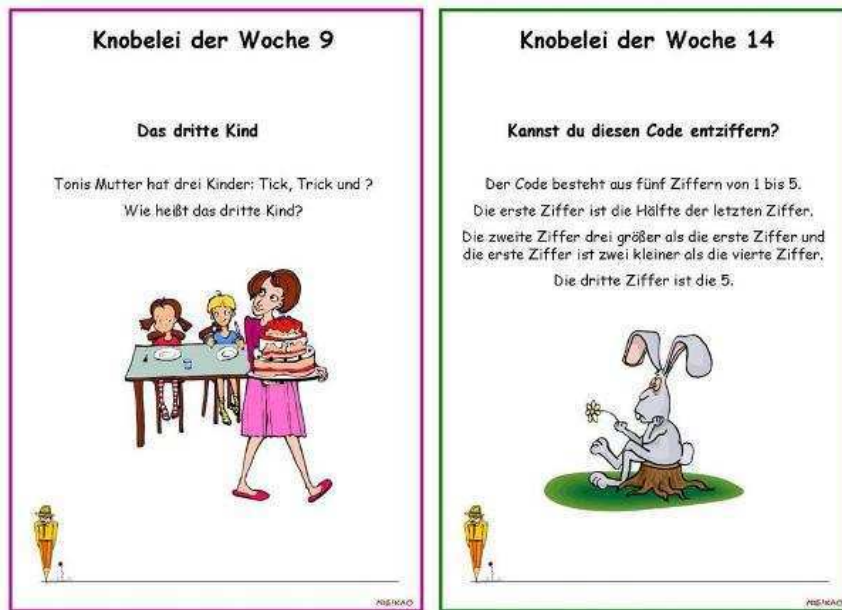 Knobelei der Woche 9
Das dritte Kind
Tonis Mutter hat drei Kinder: Tick, Trick und ?
Wie heißt das dritte Kind?
Knobelei der Woche 14
Kannst du diesen Code entziffern?
Der Code besteht aus fünf Ziffern von 1 bis 5.
Die erste Ziffer ist die Hälfte der letzten Ziffer.
Die zweite Ziffer drei größer als die erste Ziffer und
die erste Ziffer ist zwei kleiner als die vierte Ziffer.
Die dritte Ziffer ist die 5.